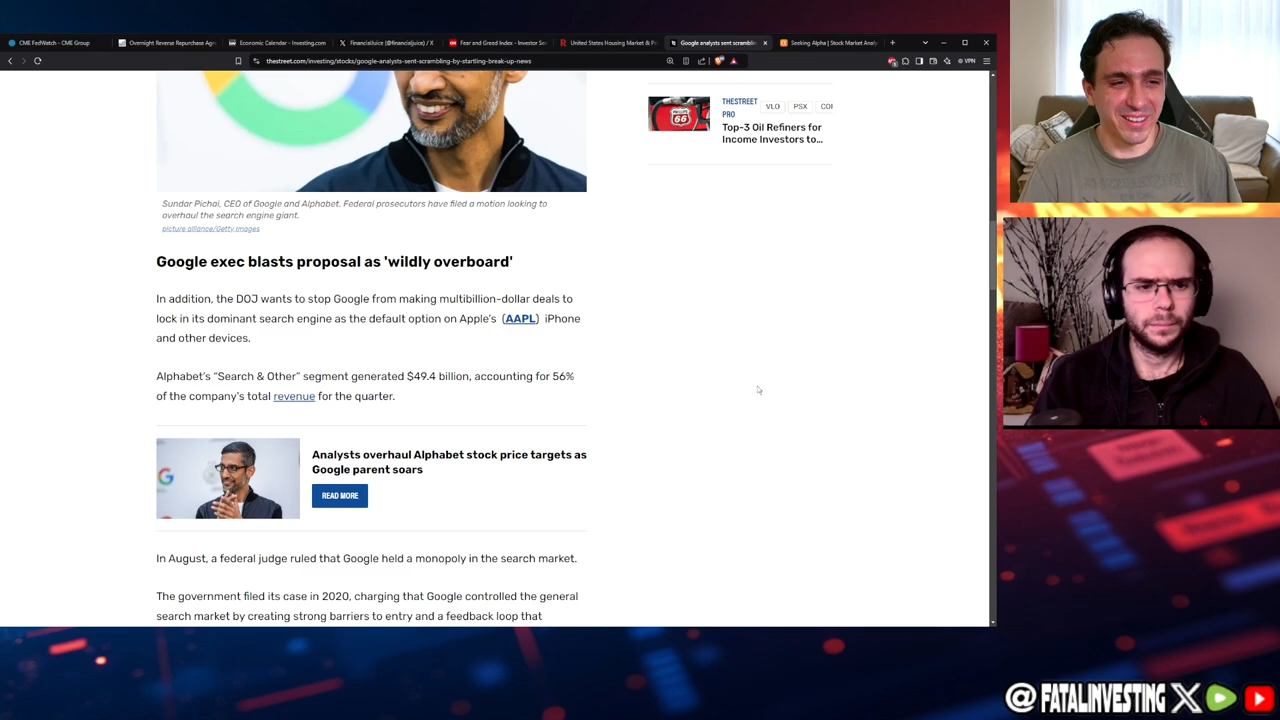 CME FedWatch - CME Group
Overnight Reverse Repurchase Agre
Economic Calendar - Investing.com
FinancialJuice (@financialjuice) / X
Fear and Greed Index - Investor Sen
United States Housing Market & Pr
Google analysts sent scrambling
Seeking Alpha | Stock Market Analy
thestreet.com/investing/stocks/google-analysts-sent-scrambling-by-startling-break-up-news
VPN
THESTREET PRO
VLO PSX
Top-3 Oil Refiners for
Income Investors to...
Sundar Pichai, CEO of Google and Alphabet. Federal prosecutors have filed a motion looking to
overhaul the search engine giant.
picture alliance/Getty Images
Google exec blasts proposal as 'wildly overboard'
In addition, the DOJ wants to stop Google from making multibillion-dollar deals to
lock in its dominant search engine as the default option on Apple's (AAPL) iPhone
and other devices.
Alphabet's “Search & Other” segment generated $49.4 billion, accounting for 56%
of the company's total revenue for the quarter.
Analysts overhaul Alphabet stock price targets as
Google parent soars
READ MORE
In August, a federal judge ruled that Google held a monopoly in the search market.
The government filed its case in 2020, charging that Google controlled the general
search market by creating strong barriers to entry and a feedback loop that
@FATALINVESTING